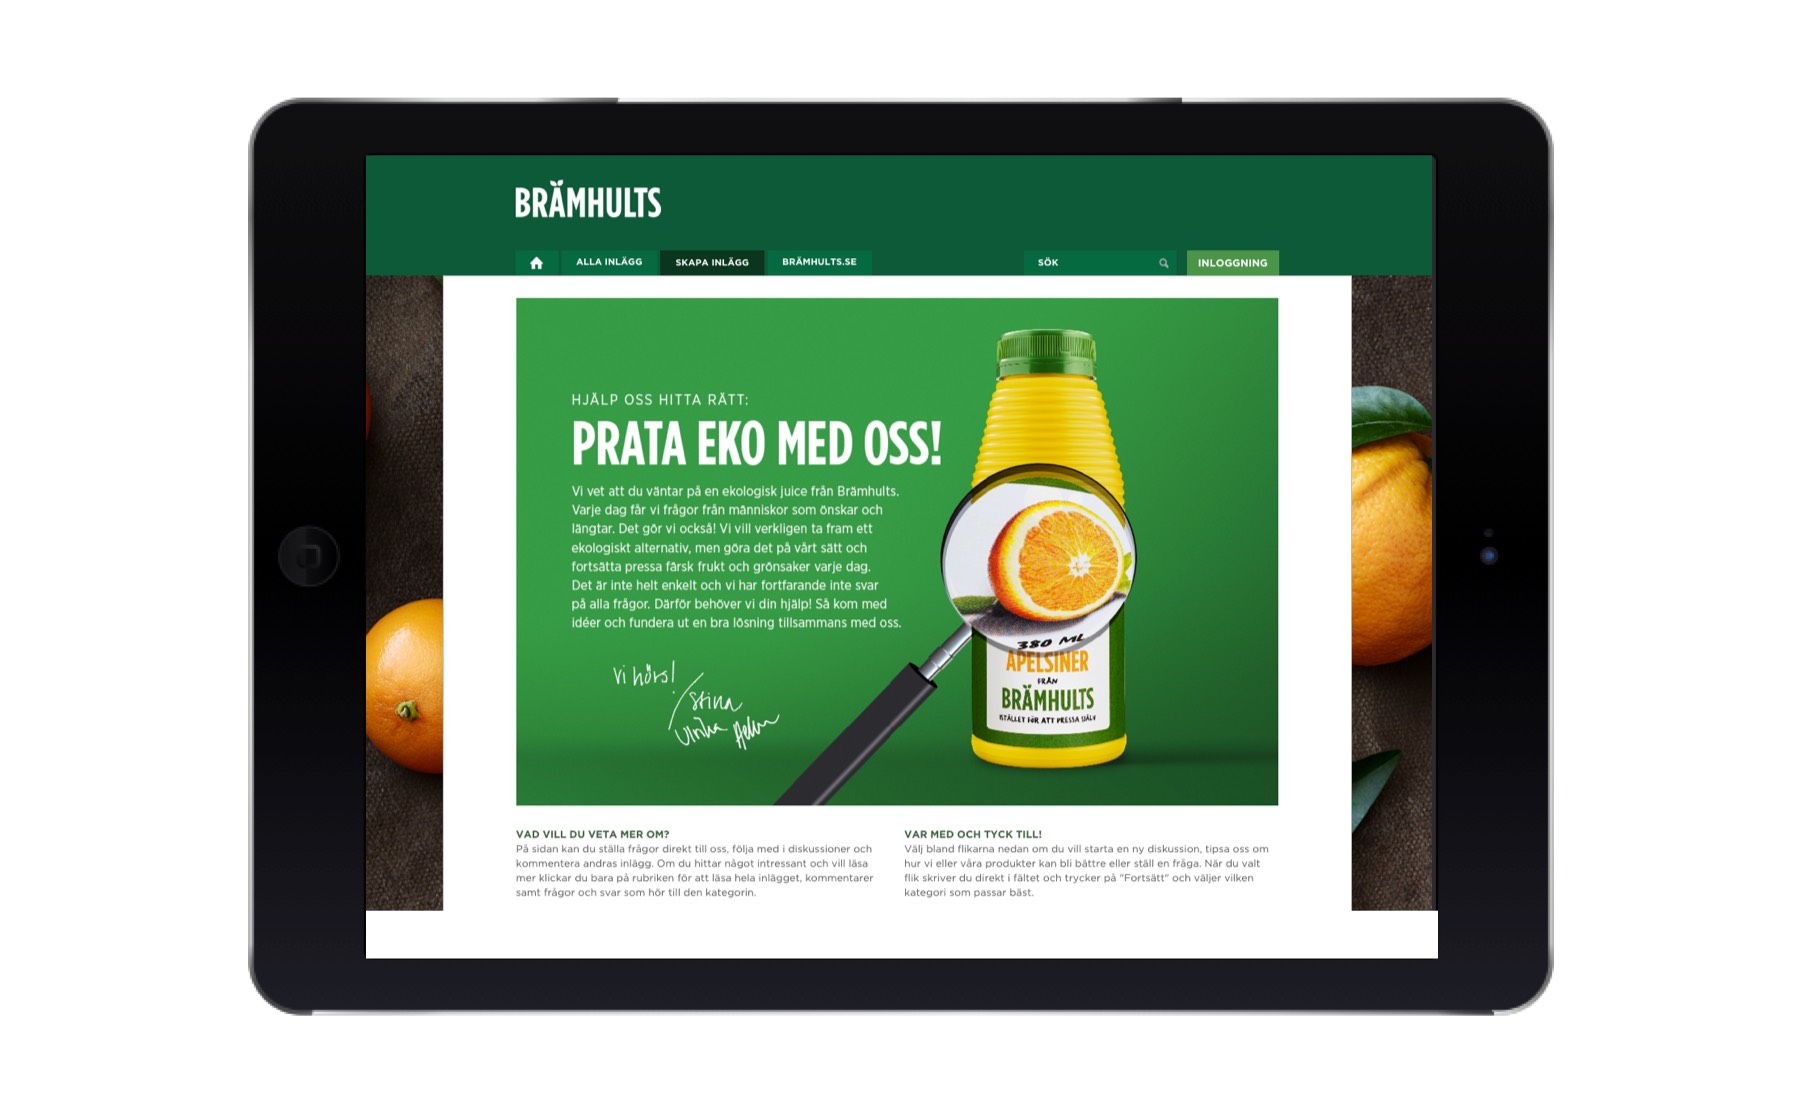 BRÄMHULTS
ALLA INLÄGG
SKAPA INLÄGG
BRÄMHULTS.SE
SÖK
INLOGGNING
HJÄLP OSS HITTA RÄTT:
PRATA EKO MED OSS!
Vi vet att du väntar på en ekologisk juice från Brämhults.
Varje dag får vi frågor från människor som önskar och
längtar. Det gör vi också! Vi vill verkligen ta fram ett
ekologiskt alternativ, men göra det på vårt sätt och
fortsätta pressa färsk frukt och grönsaker varje dag.
Det är inte helt enkelt och vi har fortfarande inte svar
på alla frågor. Därför behöver vi din hjälp! Så kom med
idéer och fundera ut en bra lösning tillsammans med oss.
Vi hörs!
/Stina
Ulrika
380 ML
APELSINER
FRÅN
BRÄMHULTS
ISTÄLLET FÖR ATT PRESSA SJÄLV
VAD VILL DU VETA MER OM?
På sidan kan du ställa frågor direkt till oss, följa med i diskussioner och
kommentera andras inlägg. Om du hittar något intressant och vill läsa
mer klickar du bara på rubriken för att läsa hela inlägget, kommentarer
samt frågor och svar som hör till den kategorin.
VAR MED OCH TYCK TILL!
Välj bland flikarna nedan om du vill starta en ny diskussion, tipsa oss om
hur vi eller våra produkter kan bli bättre eller ställ en fråga. När du valt
flik skriver du direkt i fältet och trycker på "Fortsätt" och väljer vilken
kategori som passar bäst.